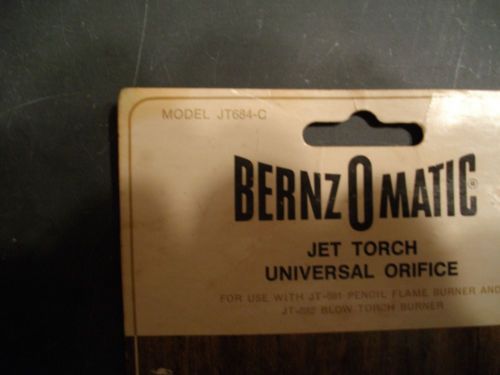 MODEL JT684-C
BERNZOMATIC®
JET TORCH
UNIVERSAL ORIFICE
FOR USE WITH JT-681 PENCIL FLAME BURNER AND
JT-682 BLOW TORCH BURNER